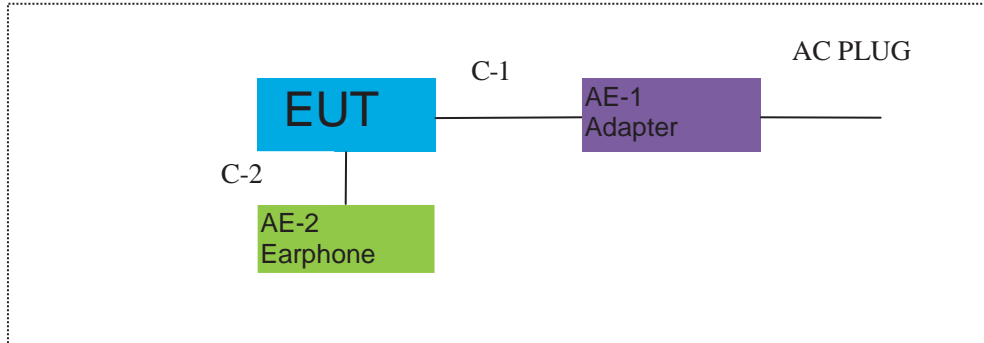 AC PLUG
C-1
EUT
AE-1
Adapter
C-2
AE-2
Earphone